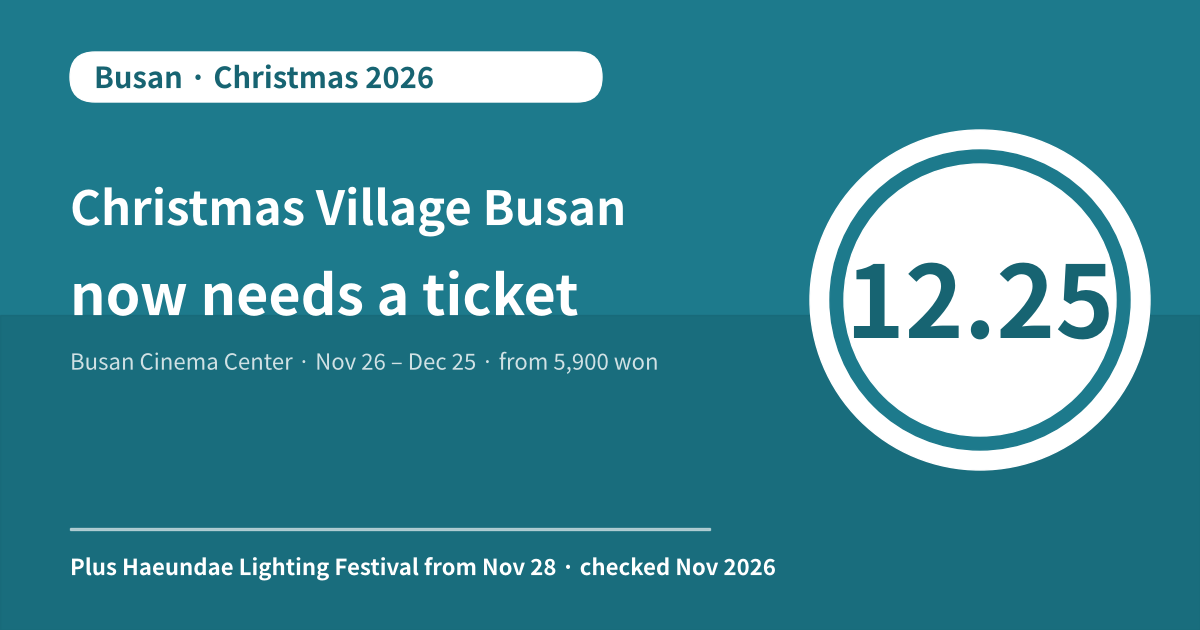 Busan · Christmas 2026
Christmas Village Busan
now needs a ticket
Busan Cinema Center · Nov 26 – Dec 25 · from 5,900 won
12.25
Plus Haeundae Lighting Festival from Nov 28 · checked Nov 2026